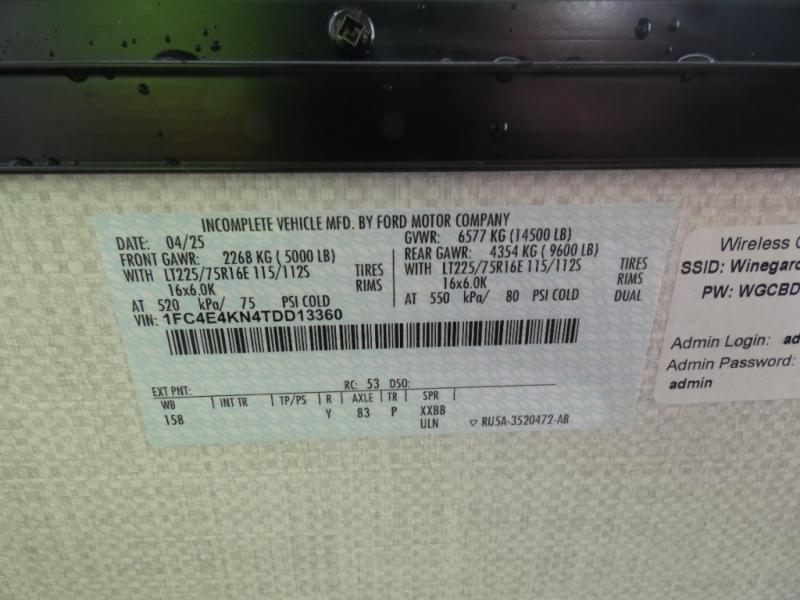 INCOMPLETE VEHICLE MFD. BY FORD MOTOR COMPANY
DATE: 04/25
GVWR: 6577 KG (14500 LB)
FRONT GAWR: 2268 KG (5000 LB)
REAR GAWR: 4354 KG (9600 LB)
WITH LT225/75R16E 115/112S TIRES
WITH LT225/75R16E 115/112S TIRES
16x6.0K RIMS
16x6.0K RIMS
AT 520 kPa/ 75 PSI COLD
AT 550 kPa/ 80 PSI COLD DUAL
VIN: 1FC4E4KN4TDD13360
EXT PNT: RC: 53 DSO:
WB INT TR TP/PS R AXLE TR SPR
158 Y 83 P XXBB
ULN RU5A-3520472-AB
Wireless
SSID: Winegard
PW: WGCBD
Admin Login: ad
Admin Password:
admin